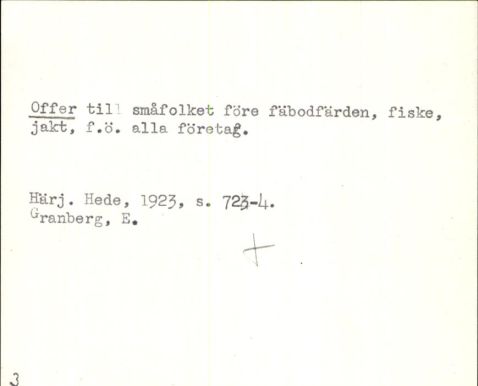 Offer till småfolket före fäbodfärden, fiske,
jakt, f.ö. alla företag.
Härj. Hede, 1923, s. 723-4.
Granberg, E.
3